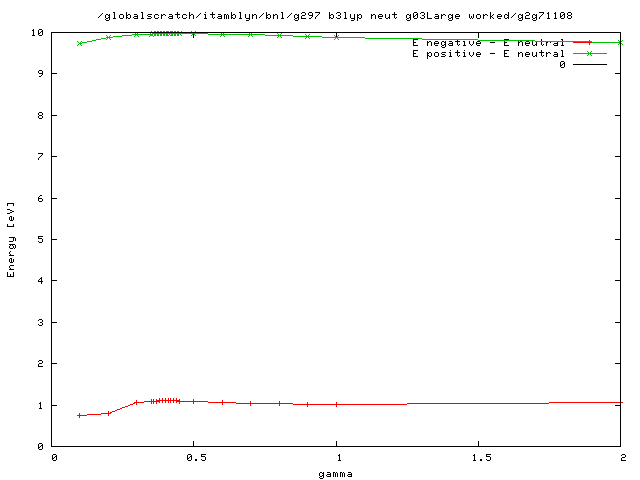 /globalscratch/itamblyn/bnl/g297 b3lyp neut g03Large worked/g2g71108
E negative - E neutral
E positive - E neutral
0
10
9
8
7
6
5
4
3
2
1
0
Energy [eV]
0 0.5 1 1.5 2
gamma